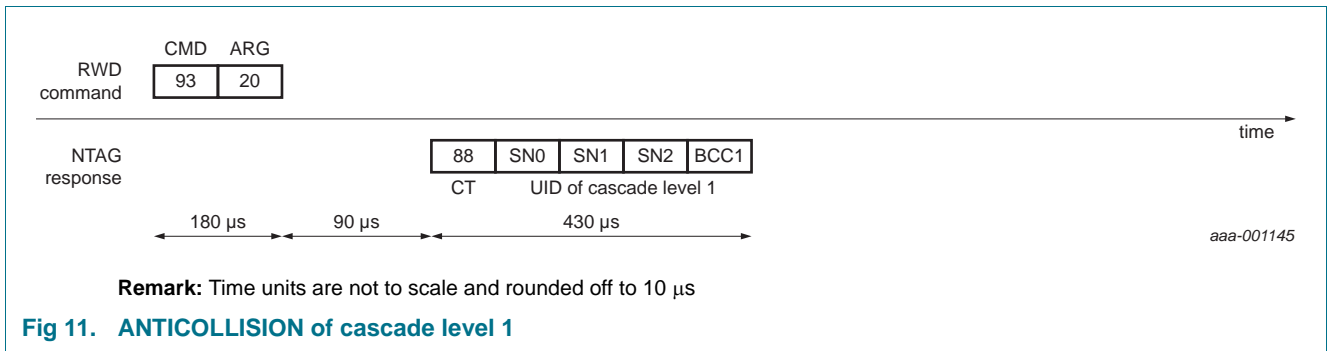 CMD ARG
RWD
command
93 20
time
NTAG
response
88 SN0 SN1 SN2 BCC1
CT UID of cascade level 1
180 µs 90 µs 430 µs
aaa-001145
Remark: Time units are not to scale and rounded off to 10 μs
Fig 11. ANTICOLLISION of cascade level 1